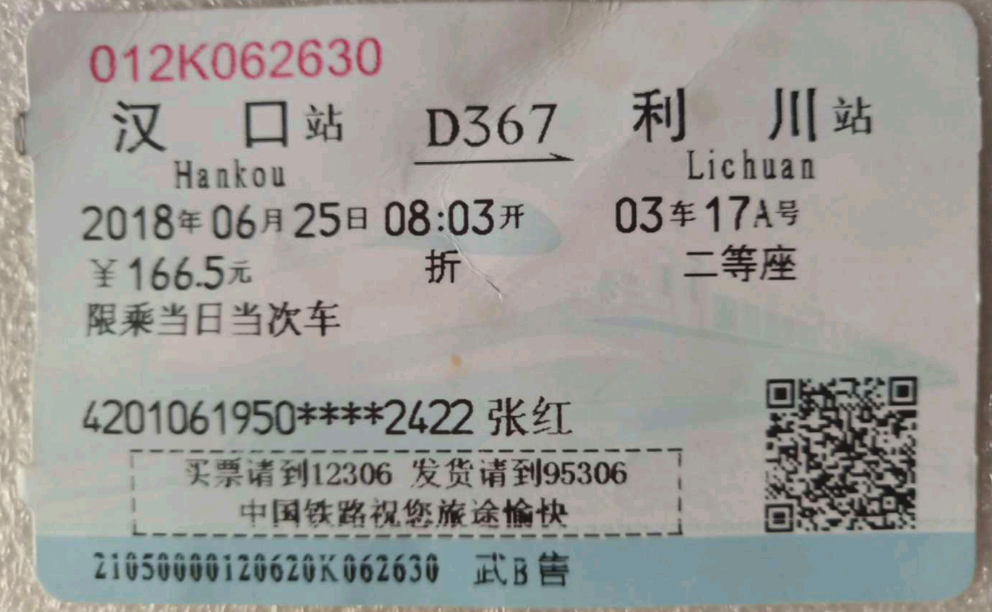 012K062630
汉口站 D367 利川站
Hankou Lichuan
2018年06月25日 08:03开 03车17A号
￥166.5元 折 二等座
限乘当日当次车
4201061950****2422 张红
买票请到12306 发货请到95306
中国铁路祝您旅途愉快
21050000120620K062630 武B售